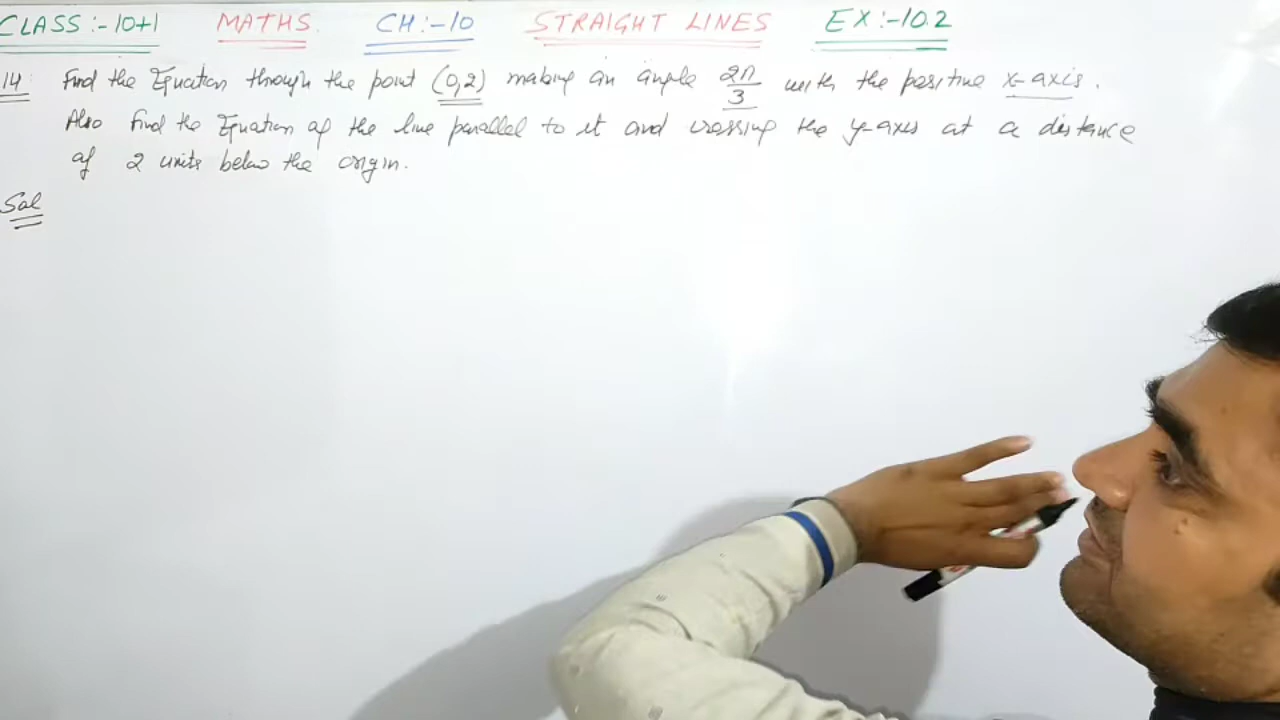 CLASS :- 10+1 MATHS. CH :- 10 STRAIGHT LINES EX :- 10.2
14. Find the Equation through the point (0,2) making an angle 2π/3 with the positive x-axis.
Also find the Equation of the line parallel to it and crossing the y-axis at a distance
of 2 units below the origin.
Sol